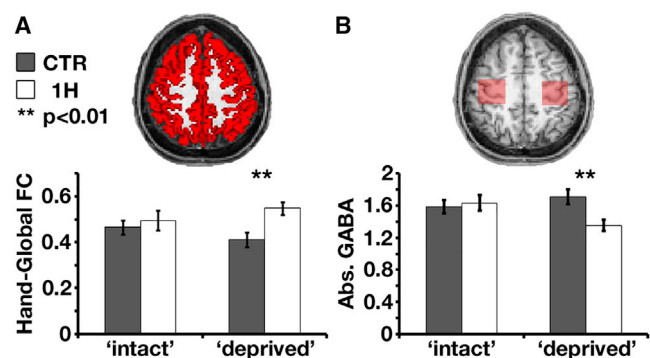 A
CTR
1H
** p<0.01
Hand-Global FC
0.6
0.4
0.2
0
**
'intact'
'deprived'
B
Abs. GABA
2
1.6
1.2
0.8
0.4
0
**
'intact'
'deprived'